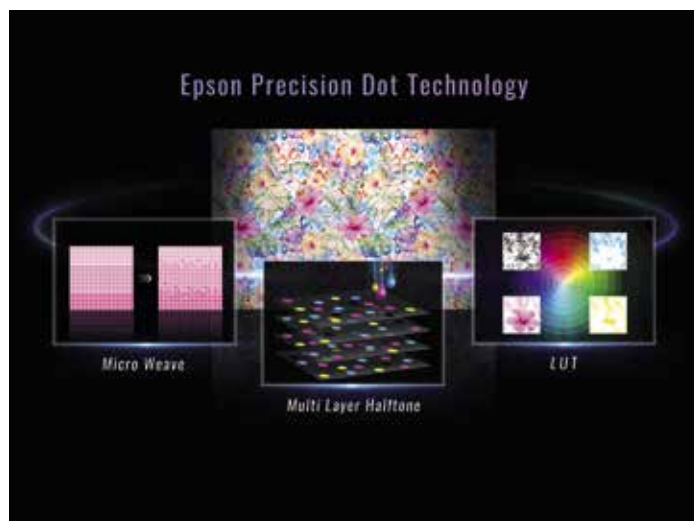 Epson Precision Dot Technology
Micro Weave
Multi Layer Halftone
LUT